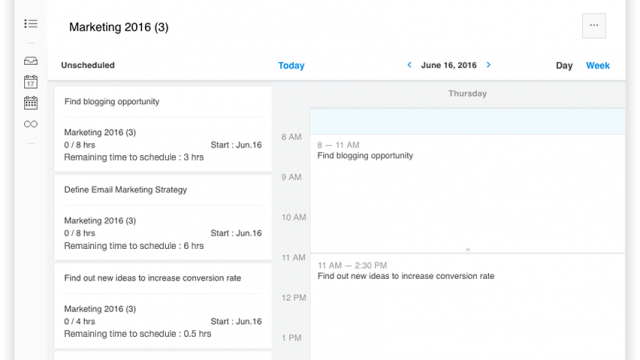 Marketing 2016 (3)
...
Unscheduled
Today
< June 16, 2016 >
Day
Week
17
Find blogging opportunity
Marketing 2016 (3)
0 / 8 hrs Start : Jun.16
Remaining time to schedule : 3 hrs
Define Email Marketing Strategy
Marketing 2016 (3)
0 / 8 hrs Start : Jun.16
Remaining time to schedule : 6 hrs
Find out new ideas to increase conversion rate
Marketing 2016 (3)
0 / 4 hrs Start : Jun.16
Remaining time to schedule : 0.5 hrs
Thursday
8 AM
8 — 11 AM
Find blogging opportunity
9 AM
10 AM
11 AM
11 AM — 2:30 PM
Find out new ideas to increase conversion rate
12 PM
1 PM